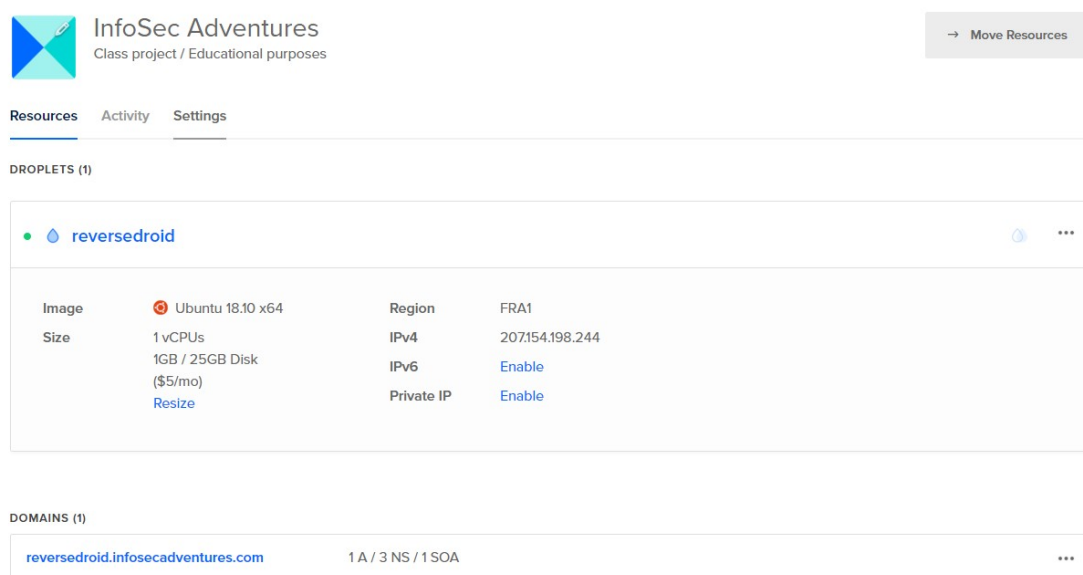 InfoSec Adventures
Class project / Educational purposes
→ Move Resources
Resources Activity Settings
DROPLETS (1)
reversedroid
Image Ubuntu 18.10 x64 Region FRA1
Size 1 vCPUs IPv4 207.154.198.244
1GB / 25GB Disk IPv6 Enable
($5/mo)
Resize Private IP Enable
DOMAINS (1)
reversedroid.infosecadventures.com 1 A / 3 NS / 1 SOA